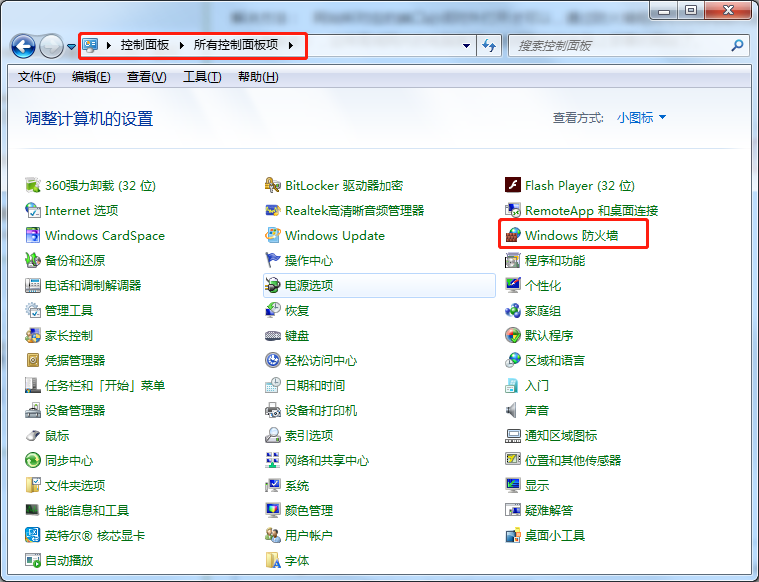 控制面板 所有控制面板项 搜索控制面板
文件(F) 编辑(E) 查看(V) 工具(T) 帮助(H)
调整计算机的设置 查看方式: 小图标
360强力卸载 (32 位) BitLocker 驱动器加密 Flash Player (32 位)
Internet 选项 Realtek高清晰音频管理器 RemoteApp 和桌面连接
Windows CardSpace Windows Update Windows 防火墙
备份和还原 操作中心 程序和功能
电话和调制解调器 电源选项 个性化
管理工具 恢复 家庭组
家长控制 键盘 默认程序
凭据管理器 轻松访问中心 区域和语言
任务栏和「开始」菜单 日期和时间 入门
设备管理器 设备和打印机 声音
鼠标 索引选项 通知区域图标
同步中心 网络和共享中心 位置和其他传感器
文件夹选项 系统 显示
性能信息和工具 颜色管理 疑难解答
英特尔® 核芯显卡 用户帐户 桌面小工具
自动播放 字体